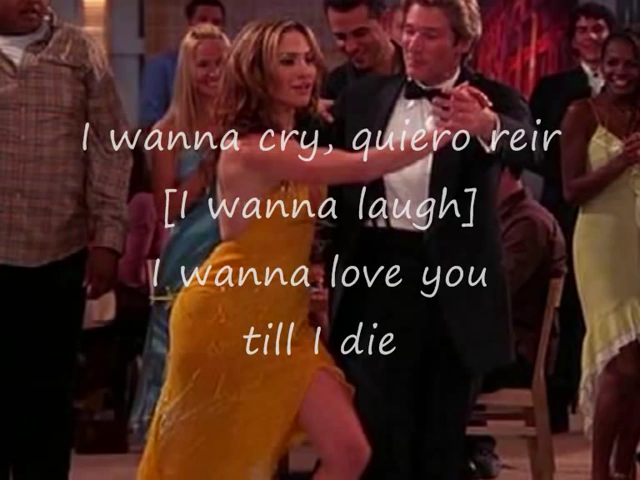 I wanna cry, quiero reir
[I wanna laugh]
I wanna love you
till I die